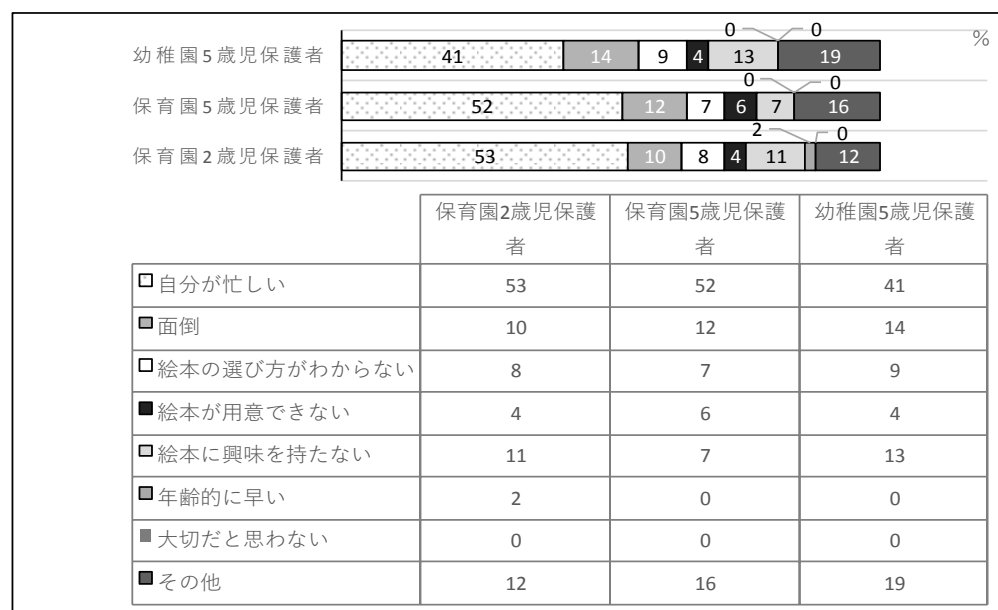 %
0 0
幼稚園5歳児保護者 41 14 9 4 13 19
0 0
保育園5歳児保護者 52 12 7 6 7 16
2 0
保育園2歳児保護者 53 10 8 4 11 12
保育園2歳児保護者 保育園5歳児保護者 幼稚園5歳児保護者
自分が忙しい 53 52 41
面倒 10 12 14
絵本の選び方がわからない 8 7 9
絵本が用意できない 4 6 4
絵本に興味を持たない 11 7 13
年齢的に早い 2 0 0
大切だと思わない 0 0 0
その他 12 16 19